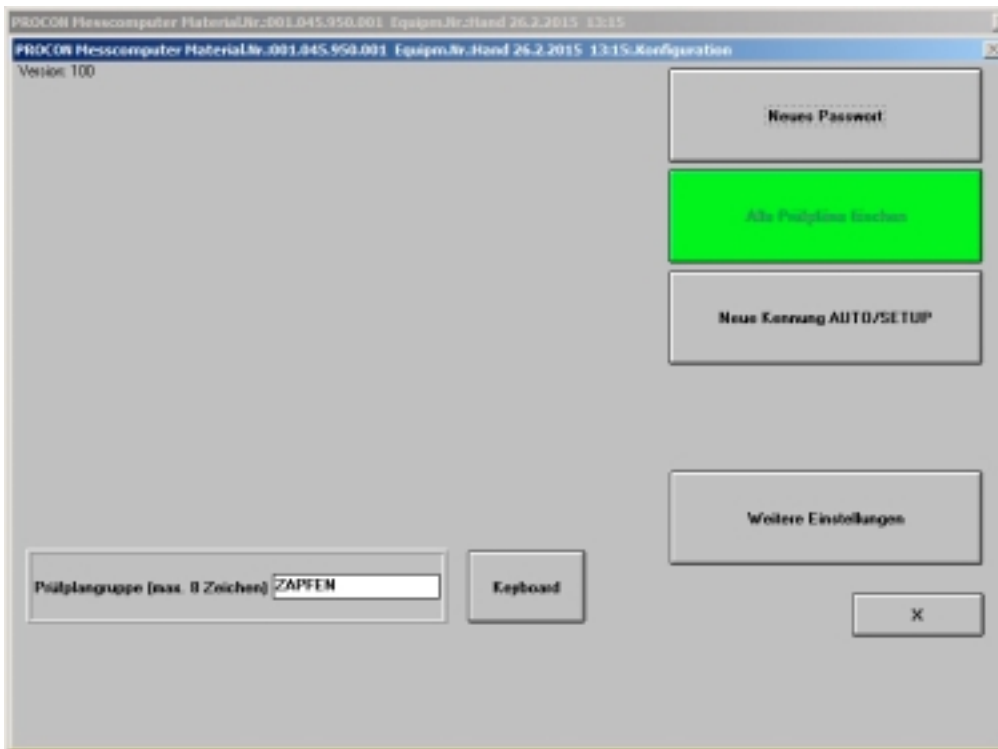 PROCON Messcomputer Material.Nr.:001.045.950.001 Equipm.Nr.:Hand 26.2.2015 13:15
PROCON Messcomputer Material.Nr.:001.045.950.001 Equipm.Nr.:Hand 26.2.2015 13:15:.Konfiguration
Version: 100
Neues Passwort
Alle Prüfpläne löschen
Neue Kennung AUTO/SETUP
Weitere Einstellungen
Prüfplangruppe (max. 8 Zeichen) ZAPFEN
Keyboard
X